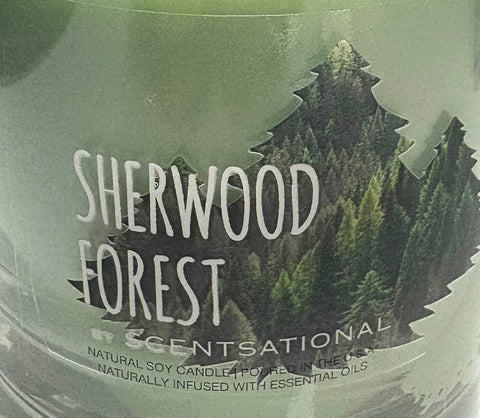 SHERWOOD
FOREST
BY SCENTSATIONAL
NATURAL SOY CANDLE | POURED IN THE U.S.A
NATURALLY INFUSED WITH ESSENTIAL OILS